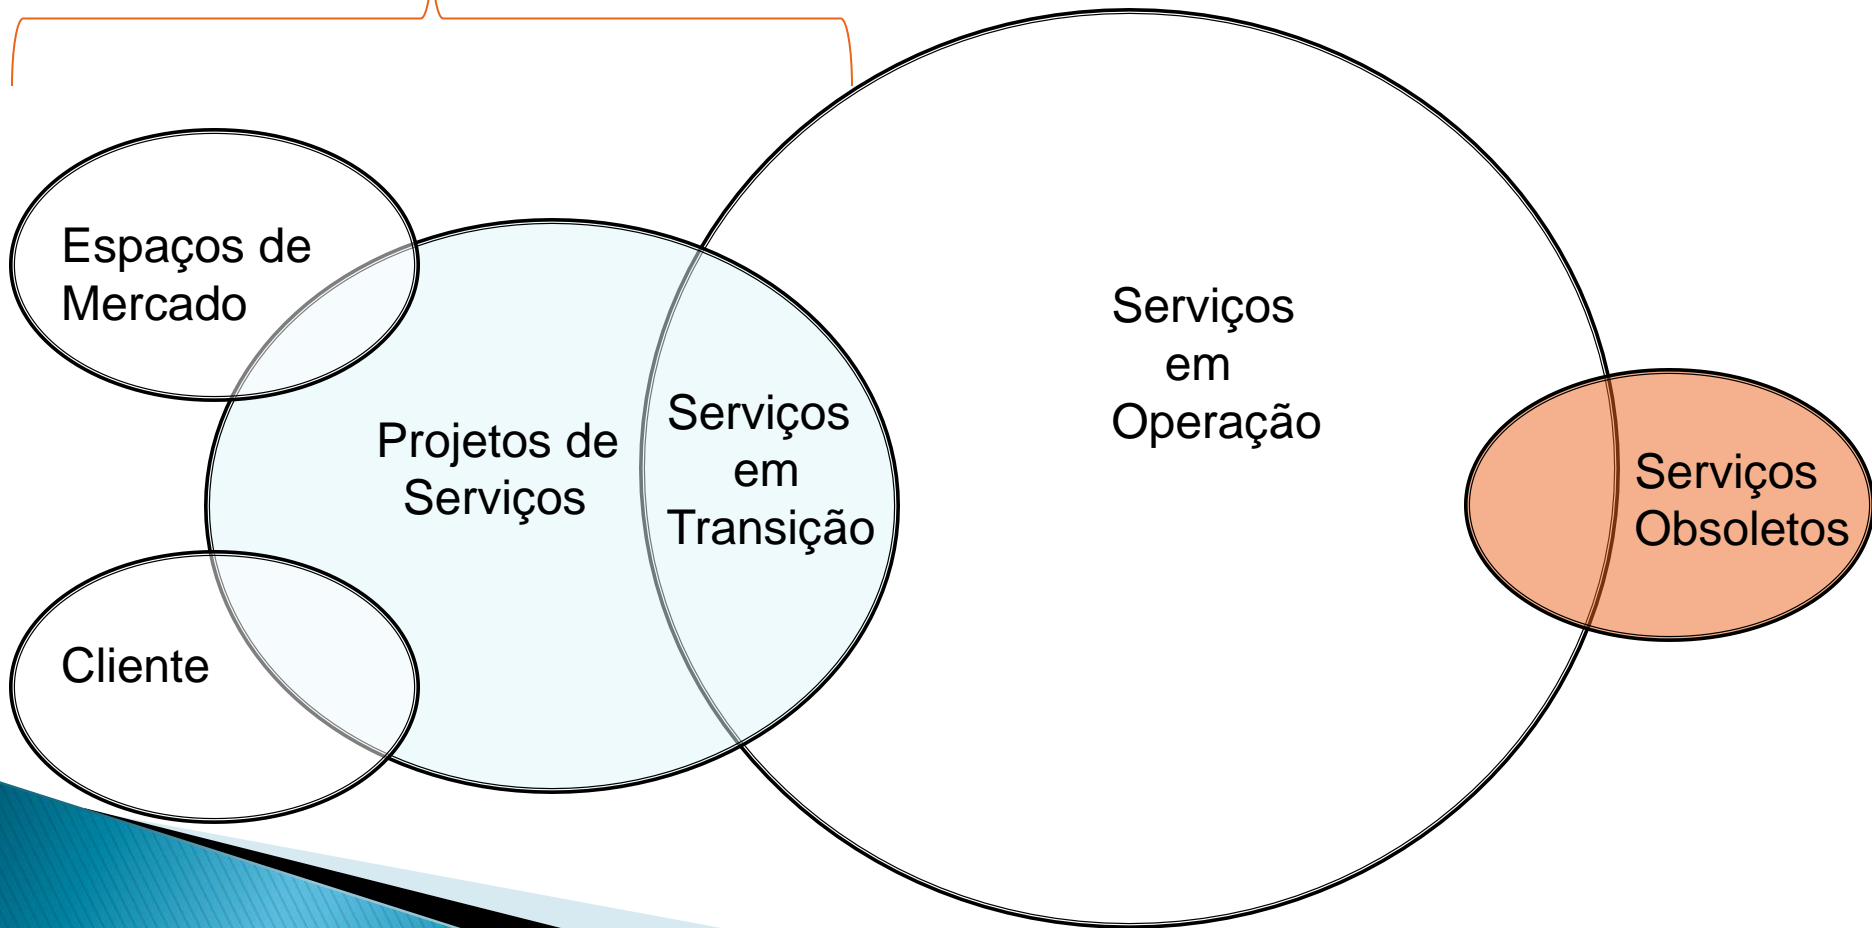 Espaços de
Mercado
Projetos de
Serviços
Cliente
Serviços
em
Transição
Serviços
em
Operação
Serviços
Obsoletos